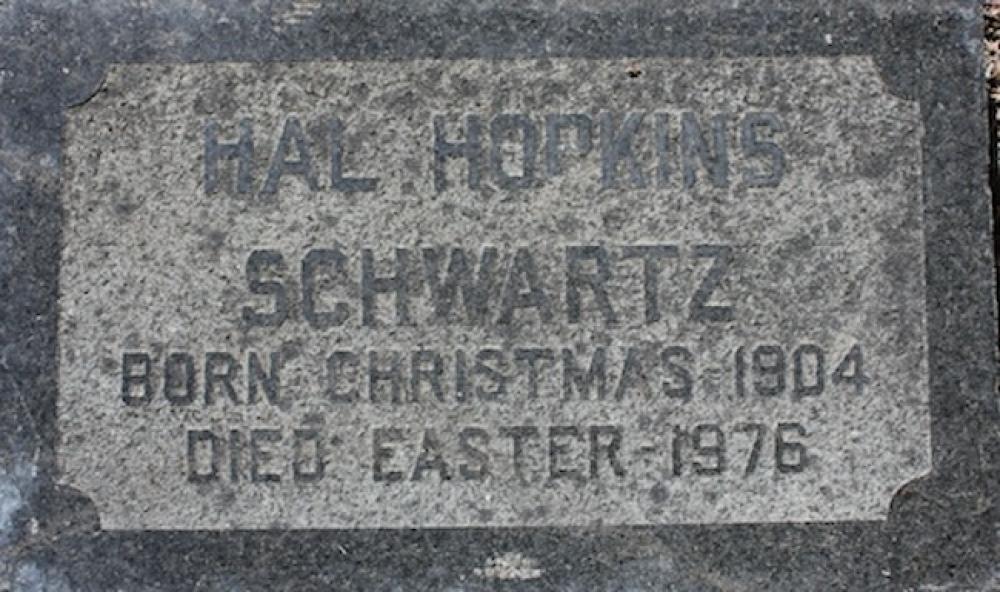 HAL HOPKINS
SCHWARTZ
BORN CHRISTMAS 1904
DIED EASTER 1976